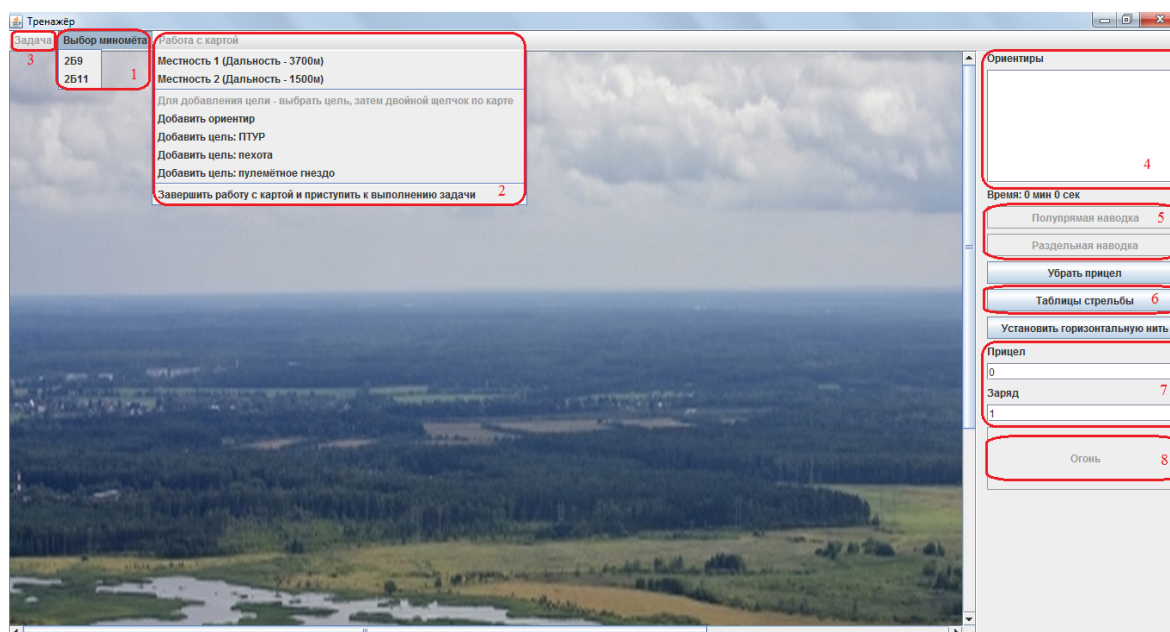 Тренажёр
Задача Выбор миномёта Работа с картой
3
2Б9
2Б11
1
Местность 1 (Дальность - 3700м)
Местность 2 (Дальность - 1500м)
Для добавления цели - выбрать цель, затем двойной щелчок по карте
Добавить ориентир
Добавить цель: ПТУР
Добавить цель: пехота
Добавить цель: пулемётное гнездо
Завершить работу с картой и приступить к выполнению задачи 2
Ориентиры
4
Время: 0 мин 0 сек
Полупрямая наводка 5
Раздельная наводка
Убрать прицел
Таблицы стрельбы 6
Установить горизонтальную нить
Прицел
0
Заряд 7
1
Огонь 8